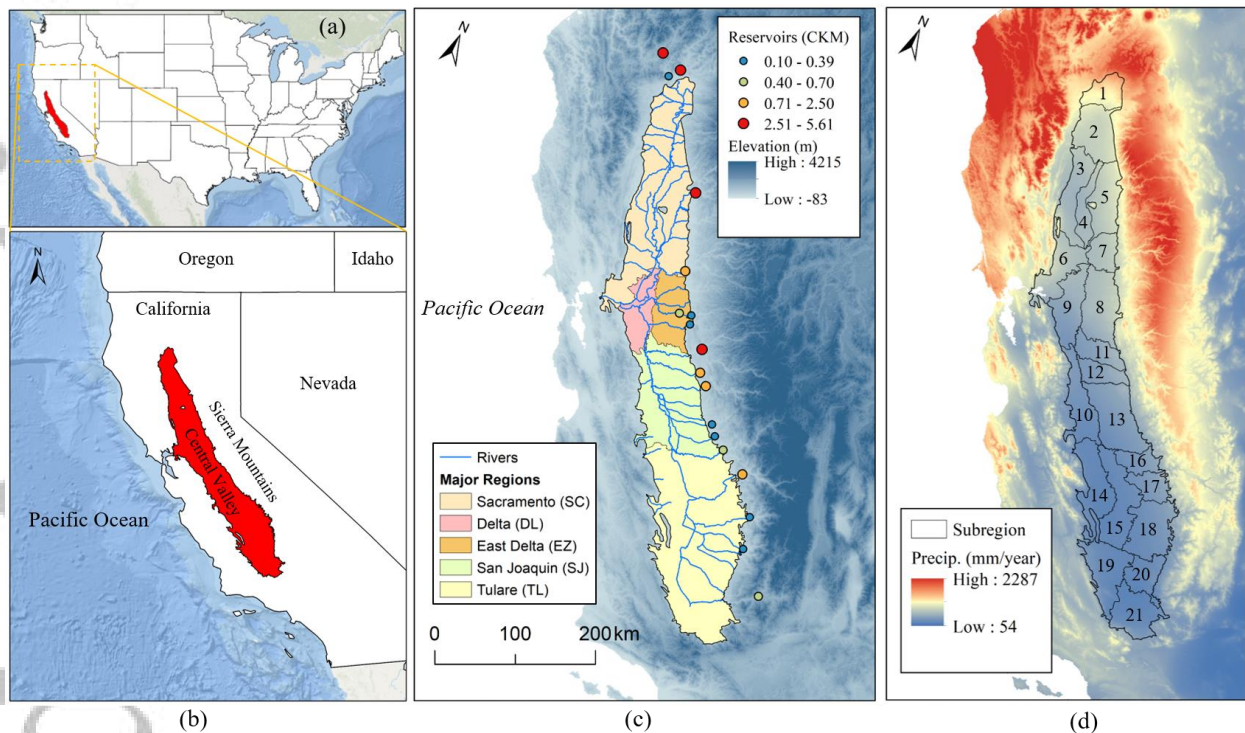 (a)
N
Oregon
Idaho
California
Nevada
Sierra Mountains
Central Valley
Pacific Ocean
(b)
N
Reservoirs (CKM)
0.10 - 0.39
0.40 - 0.70
0.71 - 2.50
2.51 - 5.61
Elevation (m)
High : 4215
Low : -83
Pacific Ocean
Rivers
Major Regions
Sacramento (SC)
Delta (DL)
East Delta (EZ)
San Joaquin (SJ)
Tulare (TL)
0 100 200 km
(c)
N
1
2
3
5
4
7
6
9
8
11
12
10
13
16
17
14
15
18
19
20
21
Subregion
Precip. (mm/year)
High : 2287
Low : 54
(d)